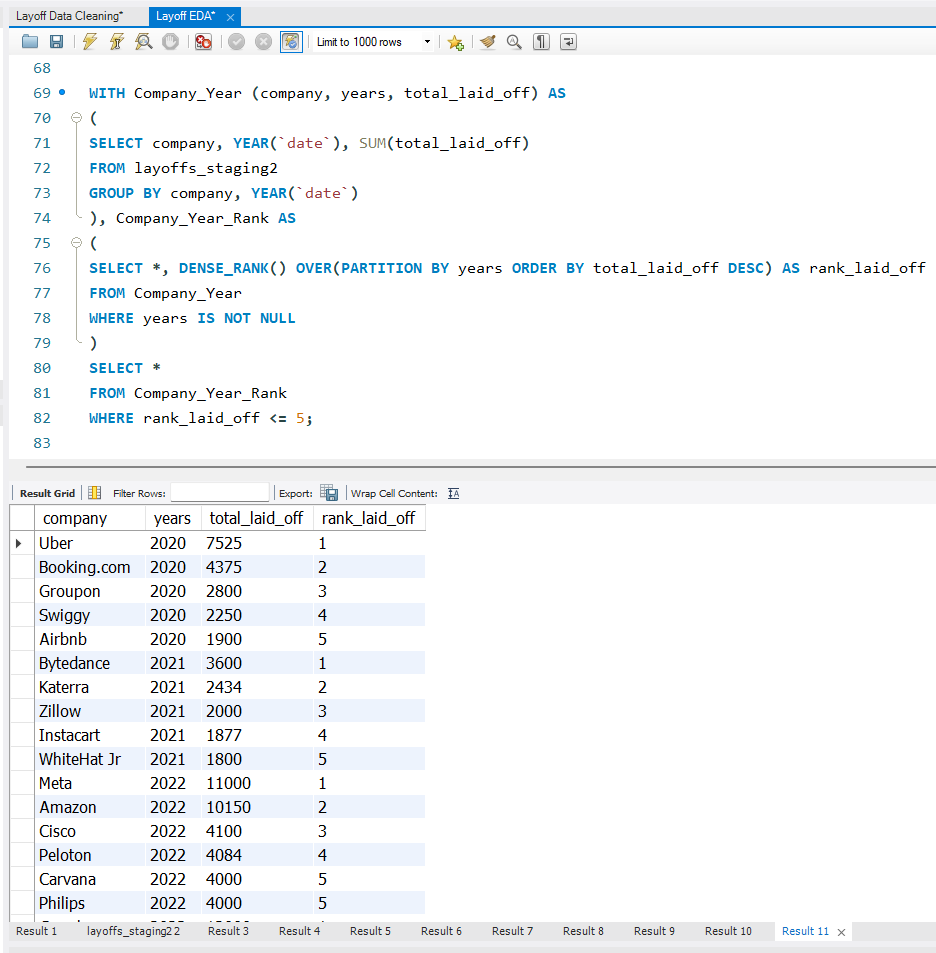 Layoff Data Cleaning* Layoff EDA*
Limit to 1000 rows
68
69 WITH Company_Year (company, years, total_laid_off) AS
70 (
71 SELECT company, YEAR(`date`), SUM(total_laid_off)
72 FROM layoffs_staging2
73 GROUP BY company, YEAR(`date`)
74 ), Company_Year_Rank AS
75 (
76 SELECT *, DENSE_RANK() OVER(PARTITION BY years ORDER BY total_laid_off DESC) AS rank_laid_off
77 FROM Company_Year
78 WHERE years IS NOT NULL
79 )
80 SELECT *
81 FROM Company_Year_Rank
82 WHERE rank_laid_off <= 5;
83
Result Grid Filter Rows: Export: Wrap Cell Content:
company years total_laid_off rank_laid_off
Uber 2020 7525 1
Booking.com 2020 4375 2
Groupon 2020 2800 3
Swiggy 2020 2250 4
Airbnb 2020 1900 5
Bytedance 2021 3600 1
Katerra 2021 2434 2
Zillow 2021 2000 3
Instacart 2021 1877 4
WhiteHat Jr 2021 1800 5
Meta 2022 11000 1
Amazon 2022 10150 2
Cisco 2022 4100 3
Peloton 2022 4084 4
Carvana 2022 4000 5
Philips 2022 4000 5
Result 1 layoffs_staging2 2 Result 3 Result 4 Result 5 Result 6 Result 7 Result 8 Result 9 Result 10 Result 11